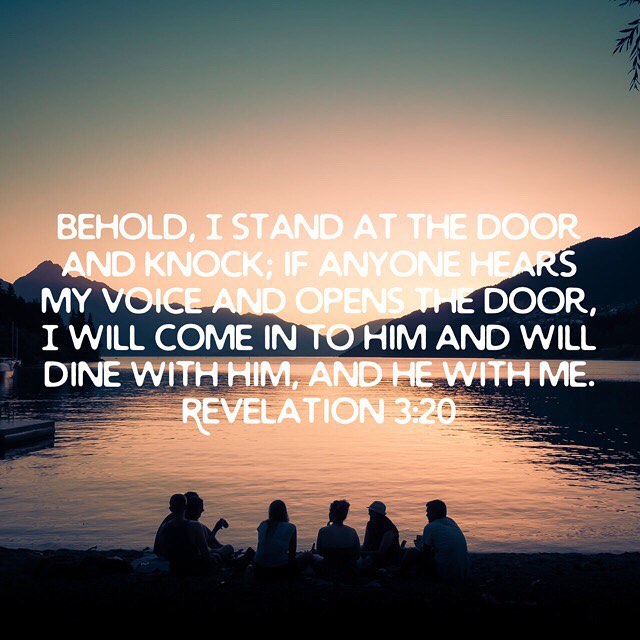 BEHOLD, I STAND AT THE DOOR
AND KNOCK; IF ANYONE HEARS
MY VOICE AND OPENS THE DOOR,
I WILL COME IN TO HIM AND WILL
DINE WITH HIM, AND HE WITH ME.
REVELATION 3:20